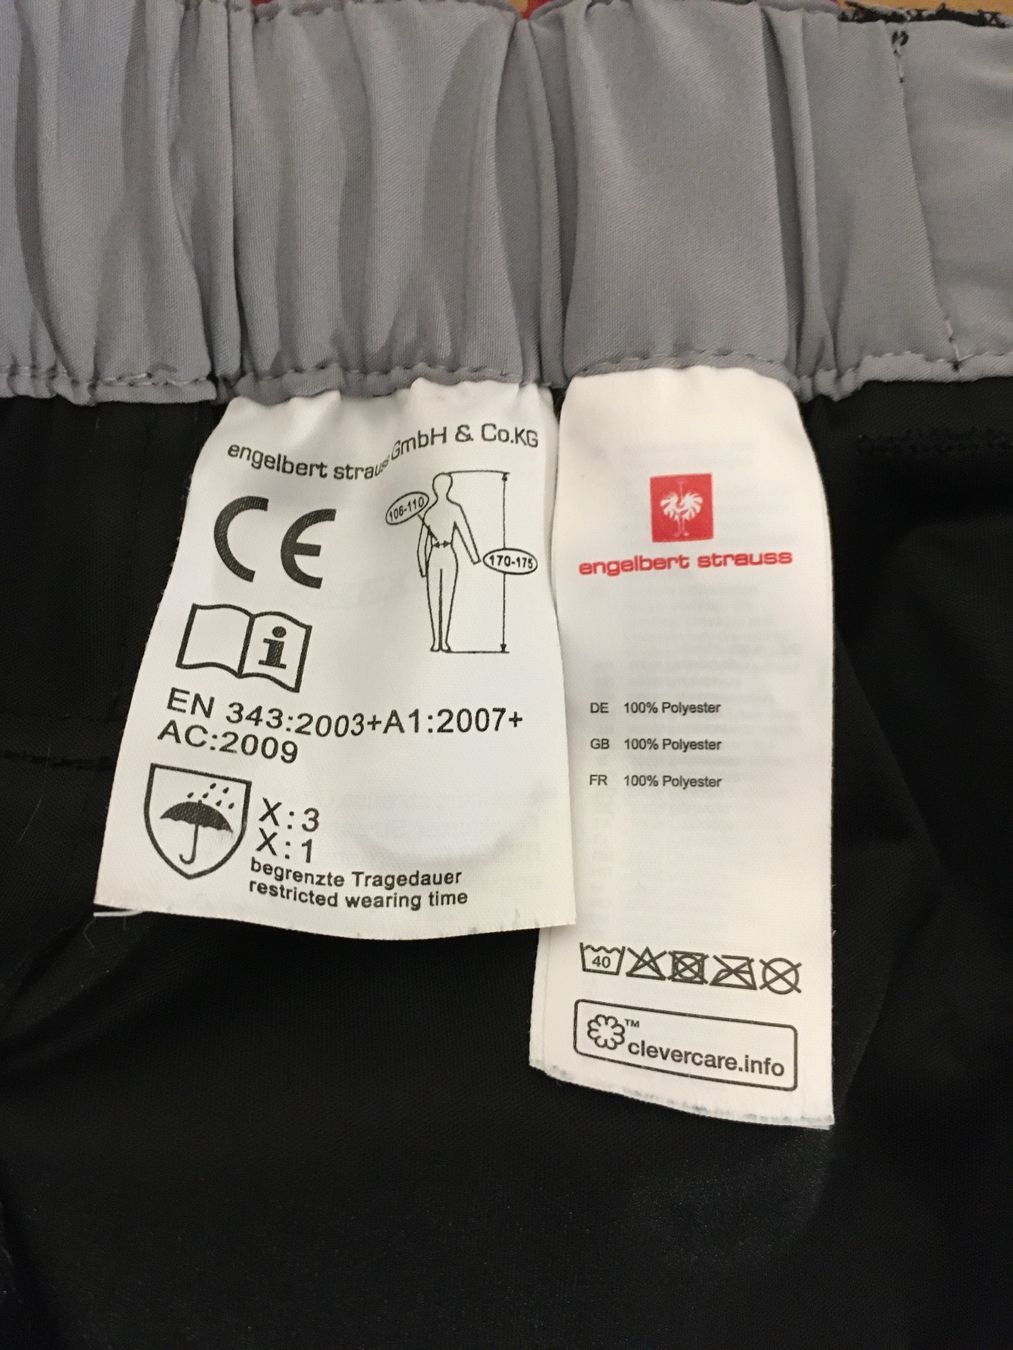 engelbert strauss GmbH & Co.KG
CE
106-110
170-175
i
EN 343:2003+A1:2007+
AC:2009
X:3
X:1
begrenzte Tragedauer
restricted wearing time
engelbert strauss
DE 100% Polyester
GB 100% Polyester
FR 100% Polyester
40
™
clevercare.info